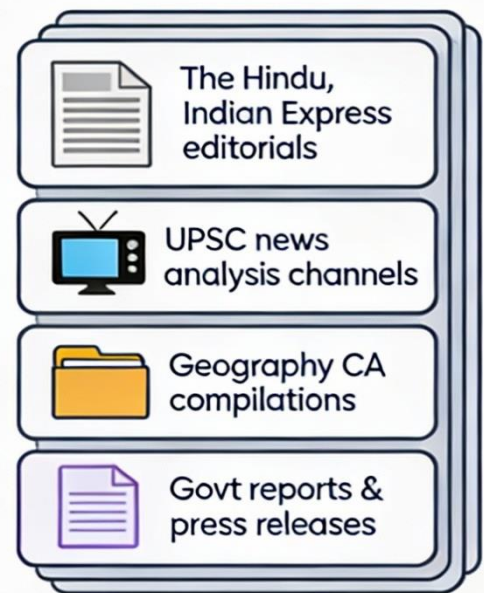 The Hindu,
Indian Express
editorials
UPSC news
analysis channels
Geography CA
compilations
Govt reports &
press releases